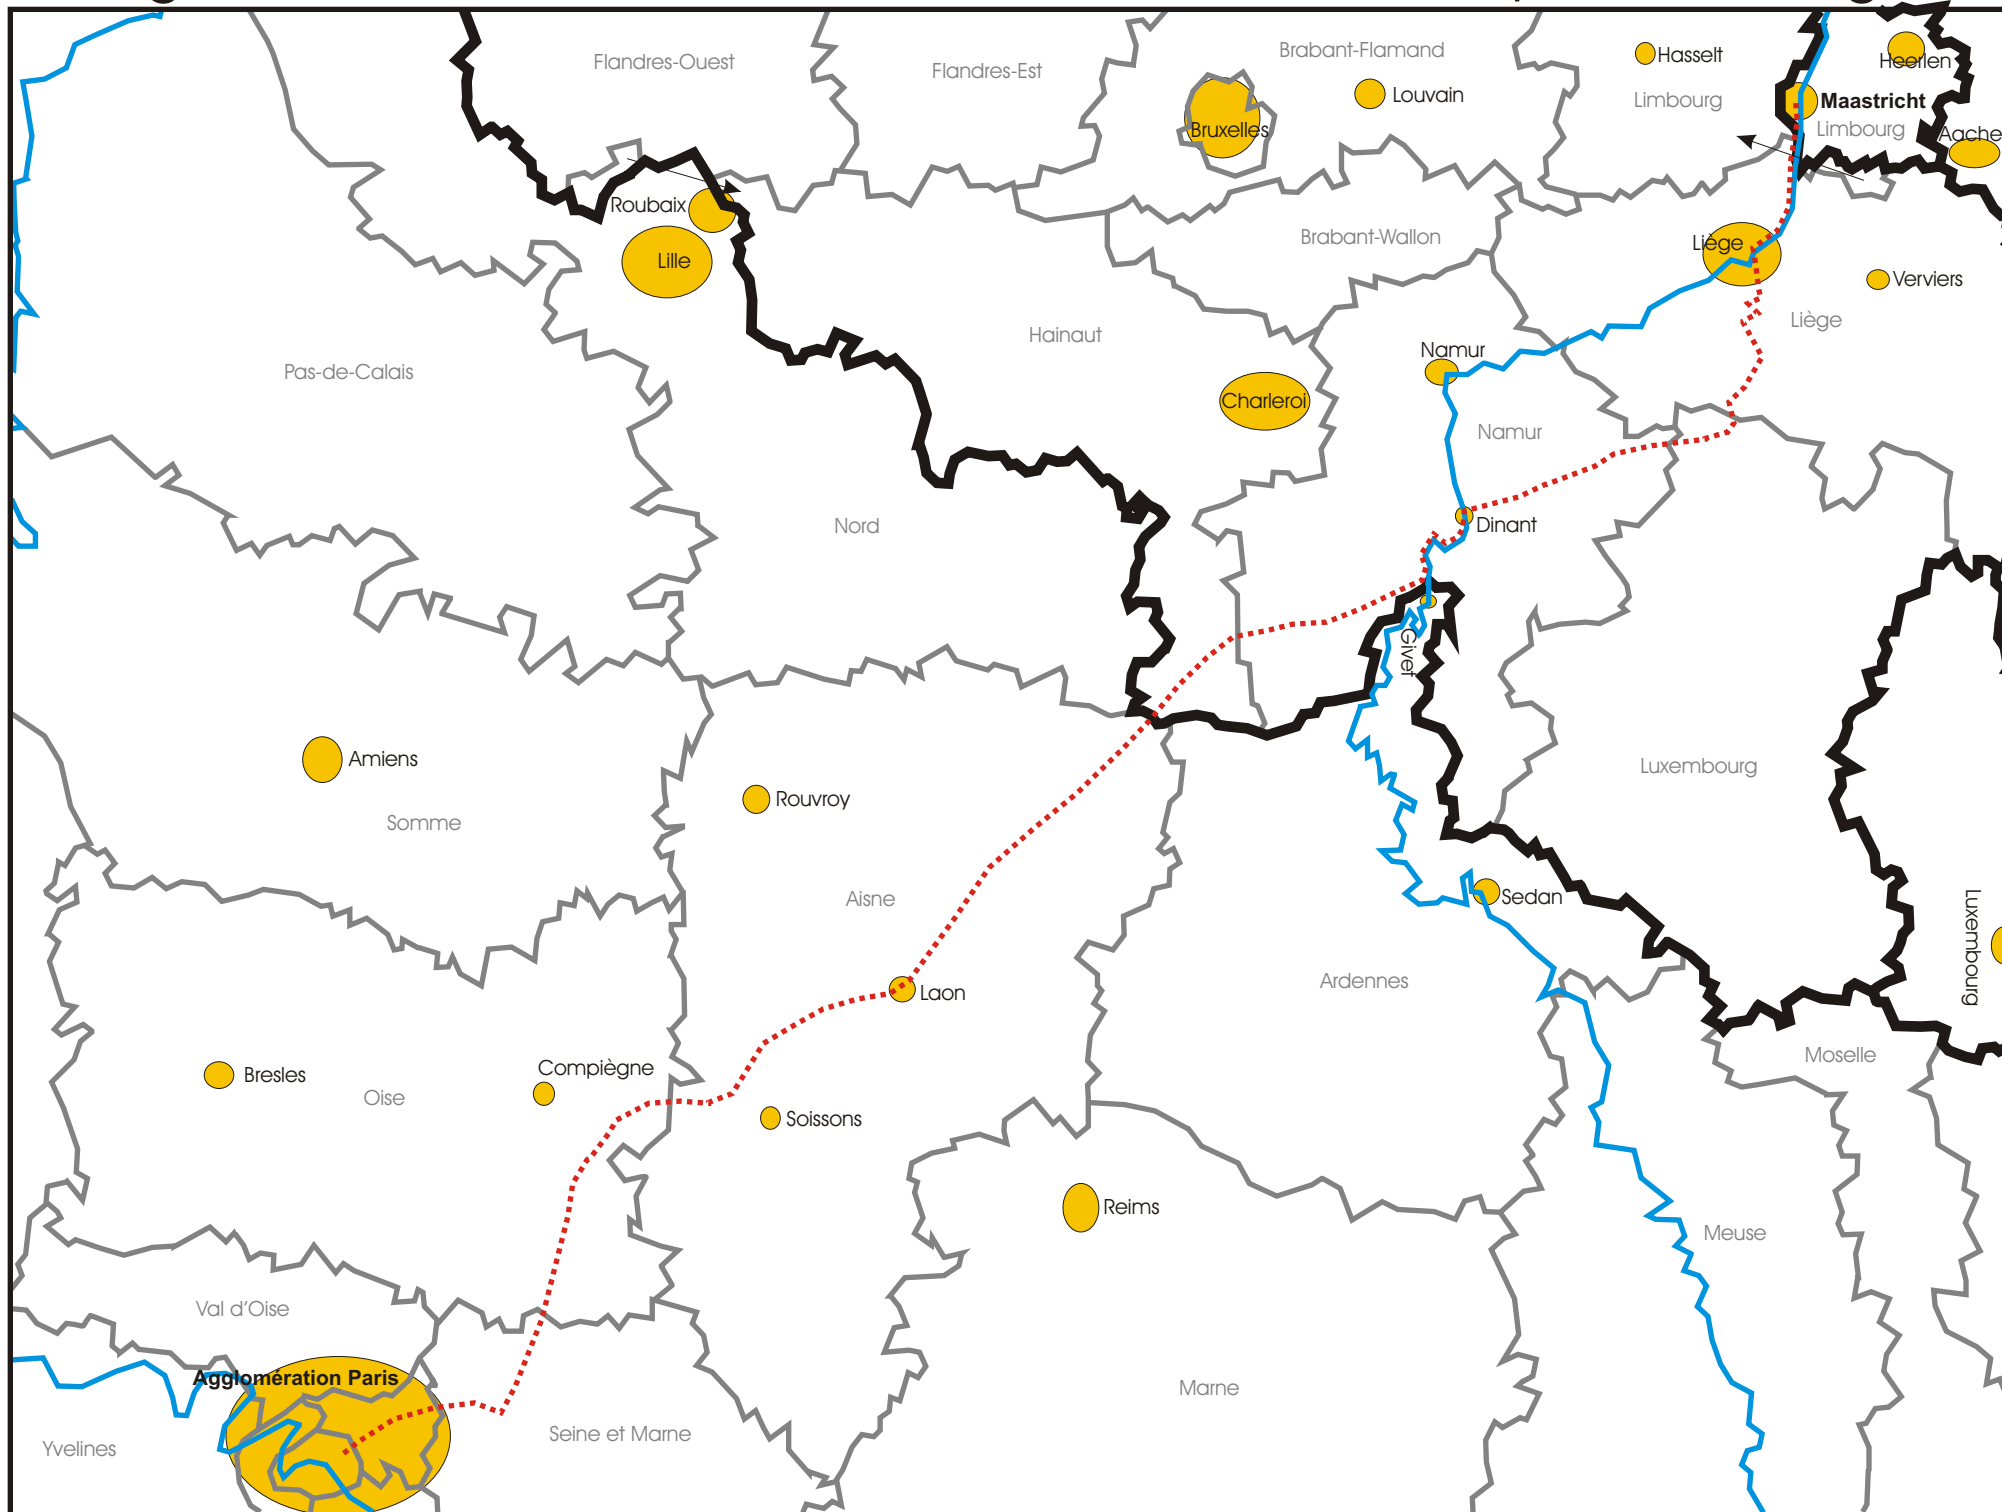 Flandres-Ouest
Flandres-Est
Brabant-Flamand
Hasselt
Heerlen
Louvain
Limbourg
Maastricht
Bruxelles
Limbourg
Aache
Roubaix
Brabant-Wallon
Liège
Lille
Verviers
Hainaut
Liège
Namur
Pas-de-Calais
Charleroi
Namur
Nord
Dinant
Givet
Amiens
Luxembourg
Rouvroy
Somme
Aisne
Sedan
Luxembourg
Ardennes
Laon
Moselle
Compiègne
Bresles
Oise
Soissons
Reims
Meuse
Val d'Oise
Agglomération Paris
Marne
Seine et Marne
Yvelines